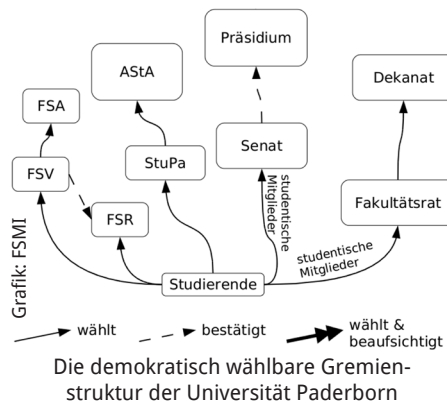 Präsidium
AStA
Dekanat
FSA
StuPa
Senat
FSV
FSR
Fakultätsrat
studentische
Mitglieder
studentische
Mitglieder
Studierende
Grafik: FSMI
wählt
bestätigt
wählt &
beaufsichtigt
Die demokratisch wählbare Gremien-
struktur der Universität Paderborn